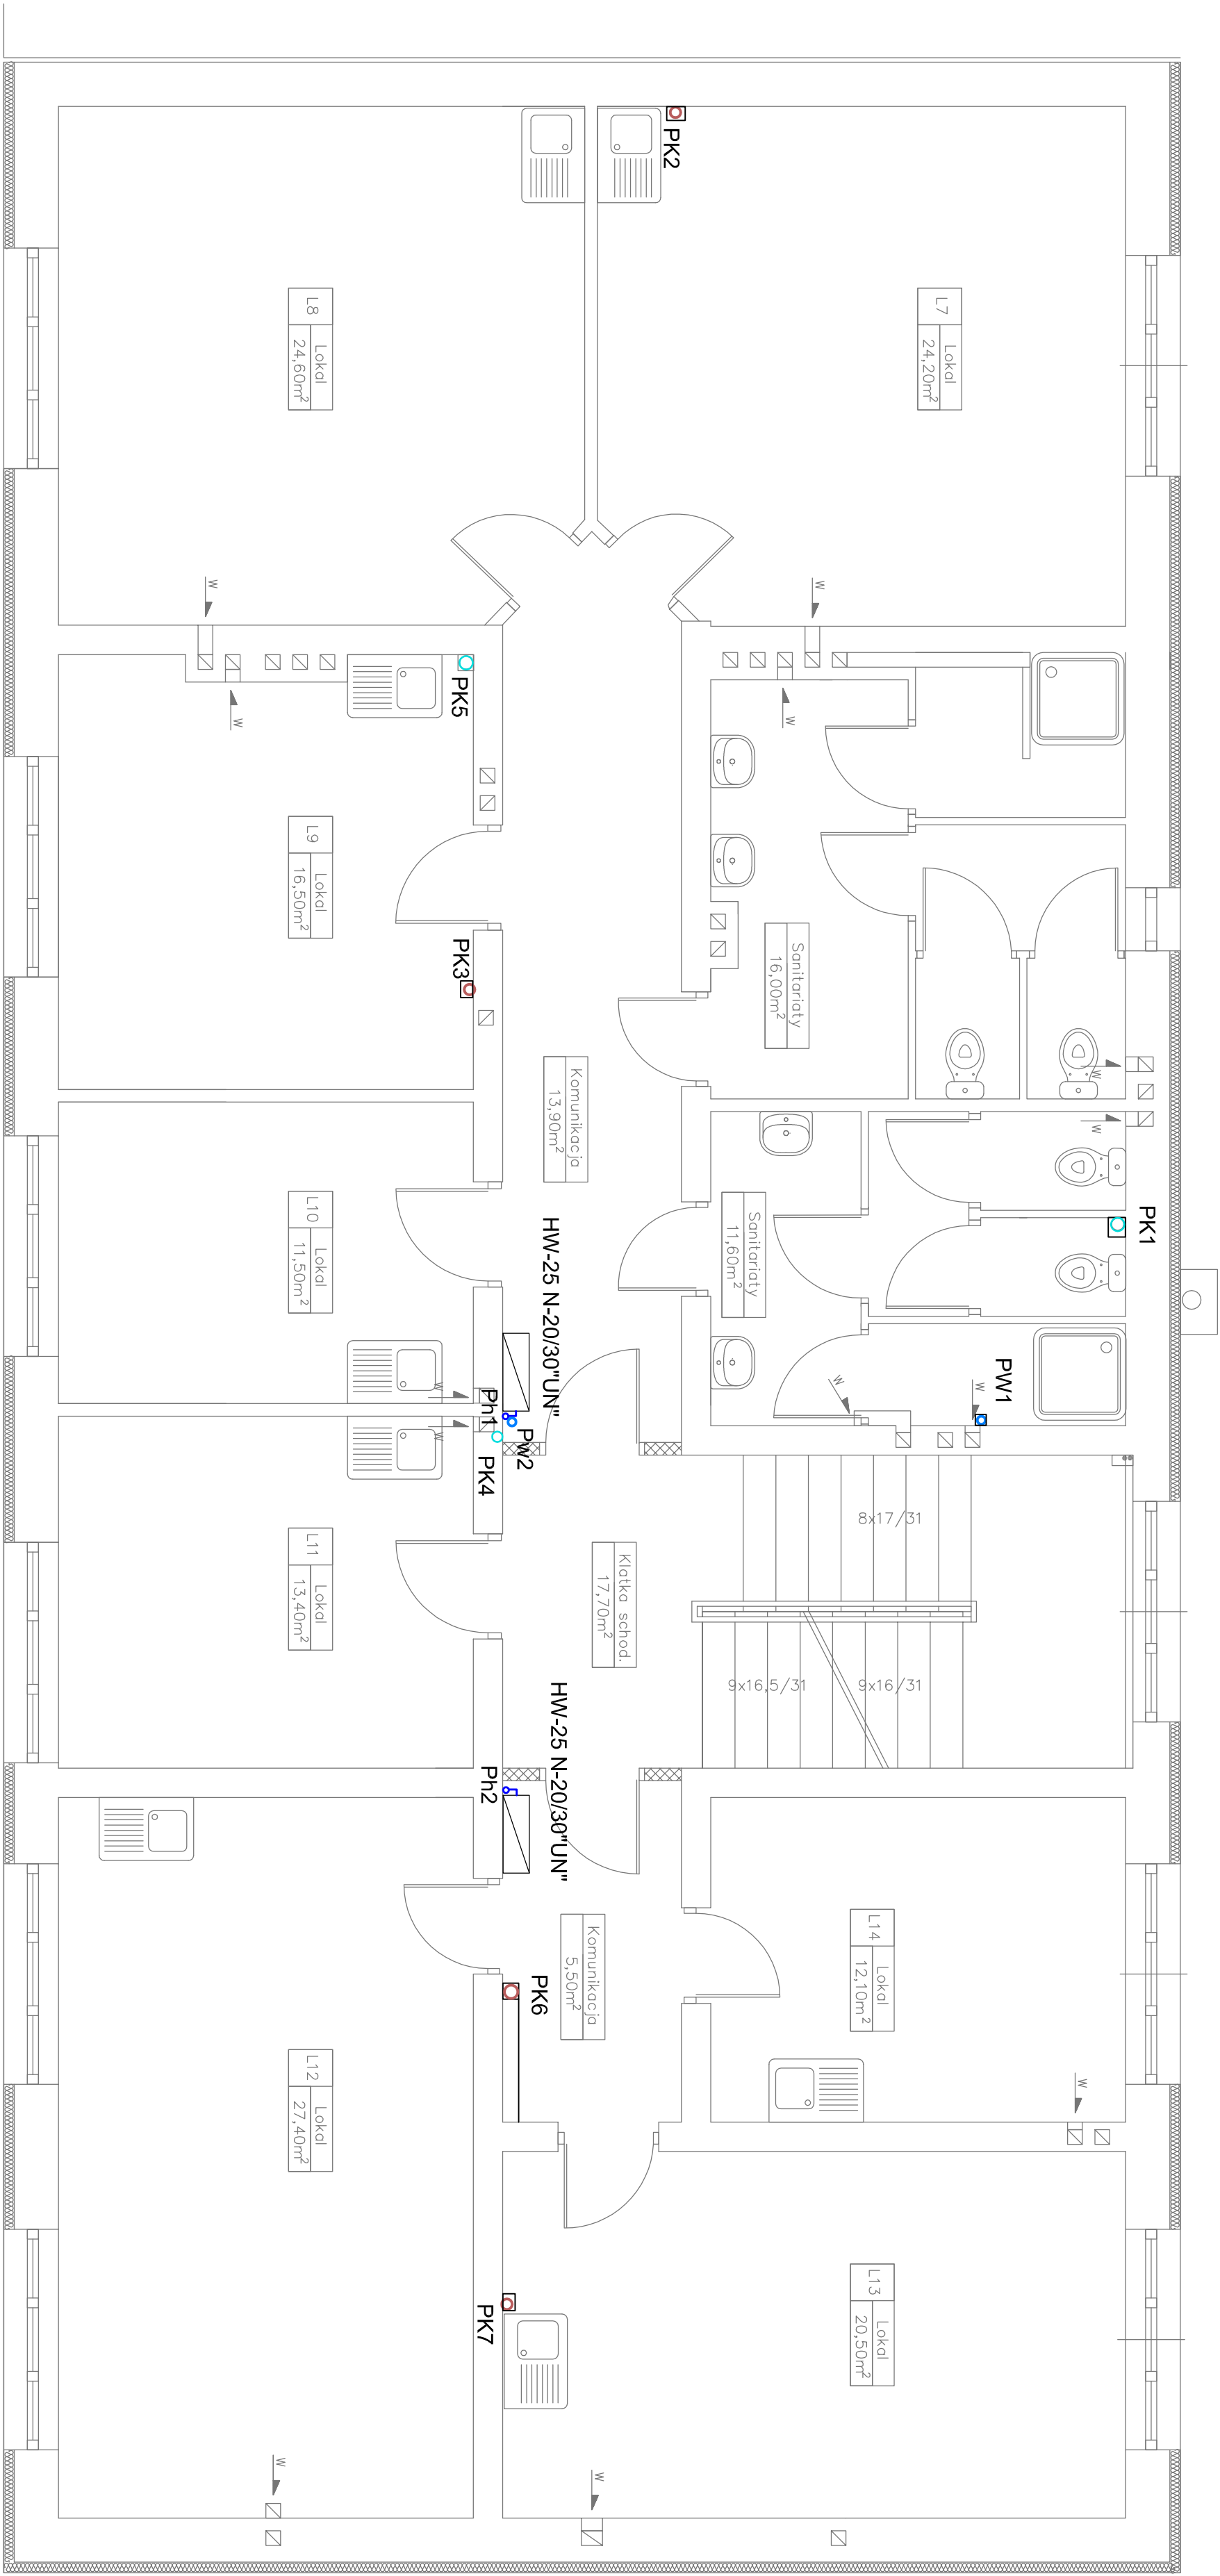 PK2
L8
Lokal
24,60m²
L7
Lokal
24,20m²
W
W
W
W
PK5
L9
Lokal
16,50m²
PK3
Sanitariaty
16,00m²
W
W
Komunikacja
13,90m²
L10
Lokal
11,50m²
Sanitariaty
11,60m²
PK1
HW-25 N-20/30"UN"
W
W
Ph1
Pw2
PK4
W
W
PW1
L11
Lokal
13,40m²
Klatka schod.
17,70m²
8x17/31
9x16,5/31
9x16/31
HW-25 N-20/30"UN"
Ph2
Komunikacja
5,50m²
L14
Lokal
12,10m²
PK6
L12
Lokal
27,40m²
W
L13
Lokal
20,50m²
PK7
W
W